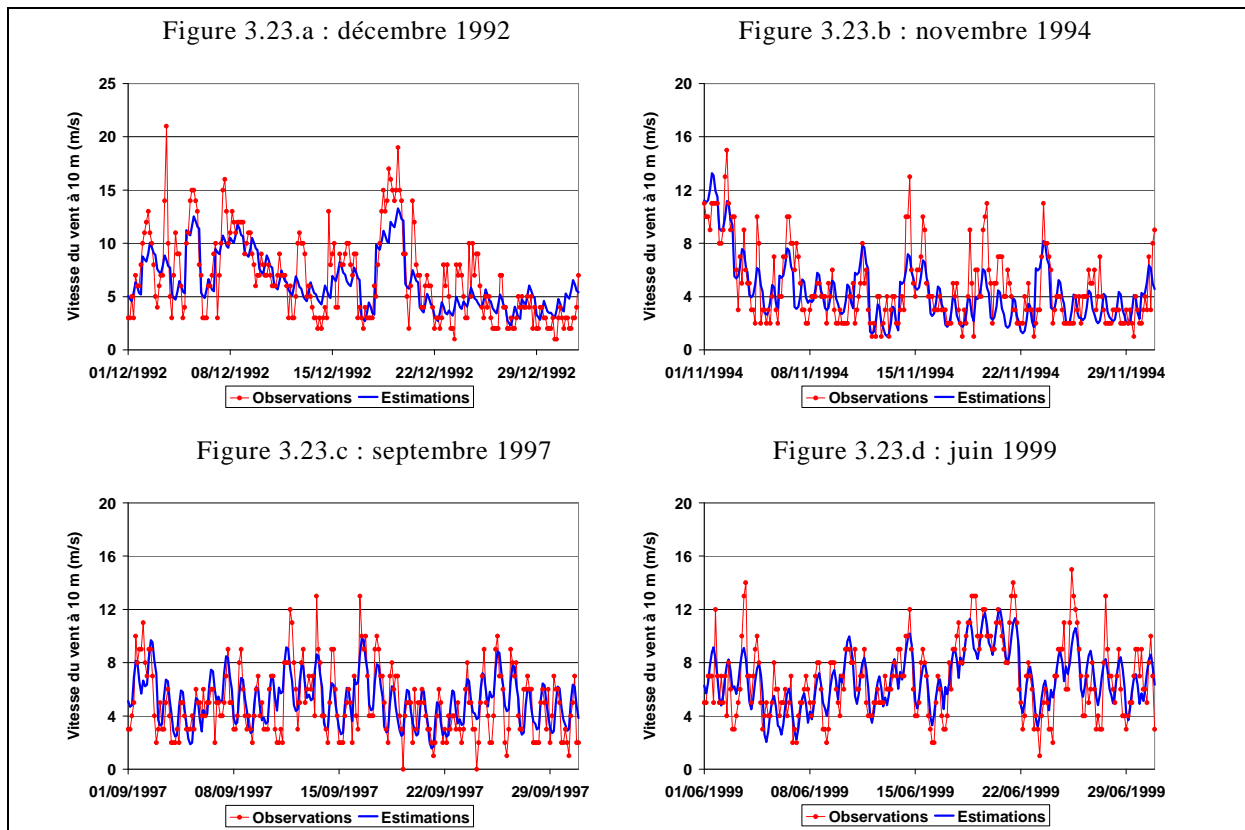 Figure 3.23.a : décembre 1992
Vitesse du vent à 10 m (m/s)
25
20
15
10
5
0
01/12/1992 08/12/1992 15/12/1992 22/12/1992 29/12/1992
Observations Estimations
Figure 3.23.b : novembre 1994
Vitesse du vent à 10 m (m/s)
20
16
12
8
4
0
01/11/1994 08/11/1994 15/11/1994 22/11/1994 29/11/1994
Observations Estimations
Figure 3.23.c : septembre 1997
Vitesse du vent à 10 m (m/s)
20
16
12
8
4
0
01/09/1997 08/09/1997 15/09/1997 22/09/1997 29/09/1997
Observations Estimations
Figure 3.23.d : juin 1999
Vitesse du vent à 10 m (m/s)
20
16
12
8
4
0
01/06/1999 08/06/1999 15/06/1999 22/06/1999 29/06/1999
Observations Estimations